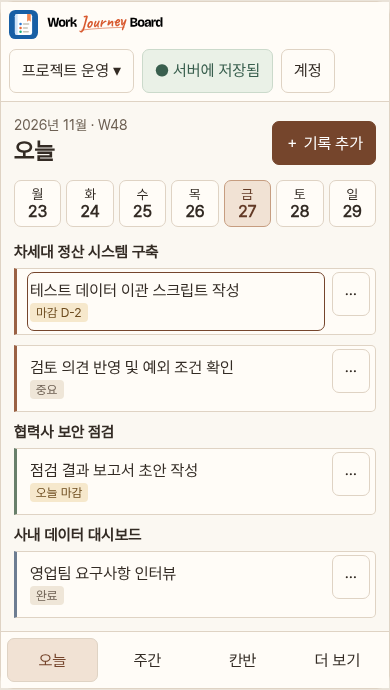 Work Journey Board
프로젝트 운영 ▾
● 서버에 저장됨
계정
2026년 11월 · W48
오늘
+ 기록 추가
월 화 수 목 금 토 일
23 24 25 26 27 28 29
차세대 정산 시스템 구축
테스트 데이터 이관 스크립트 작성
...
마감 D-2
검토 의견 반영 및 예외 조건 확인
...
중요
협력사 보안 점검
점검 결과 보고서 초안 작성
...
오늘 마감
사내 데이터 대시보드
영업팀 요구사항 인터뷰
...
완료
오늘 주간 칸반 더 보기